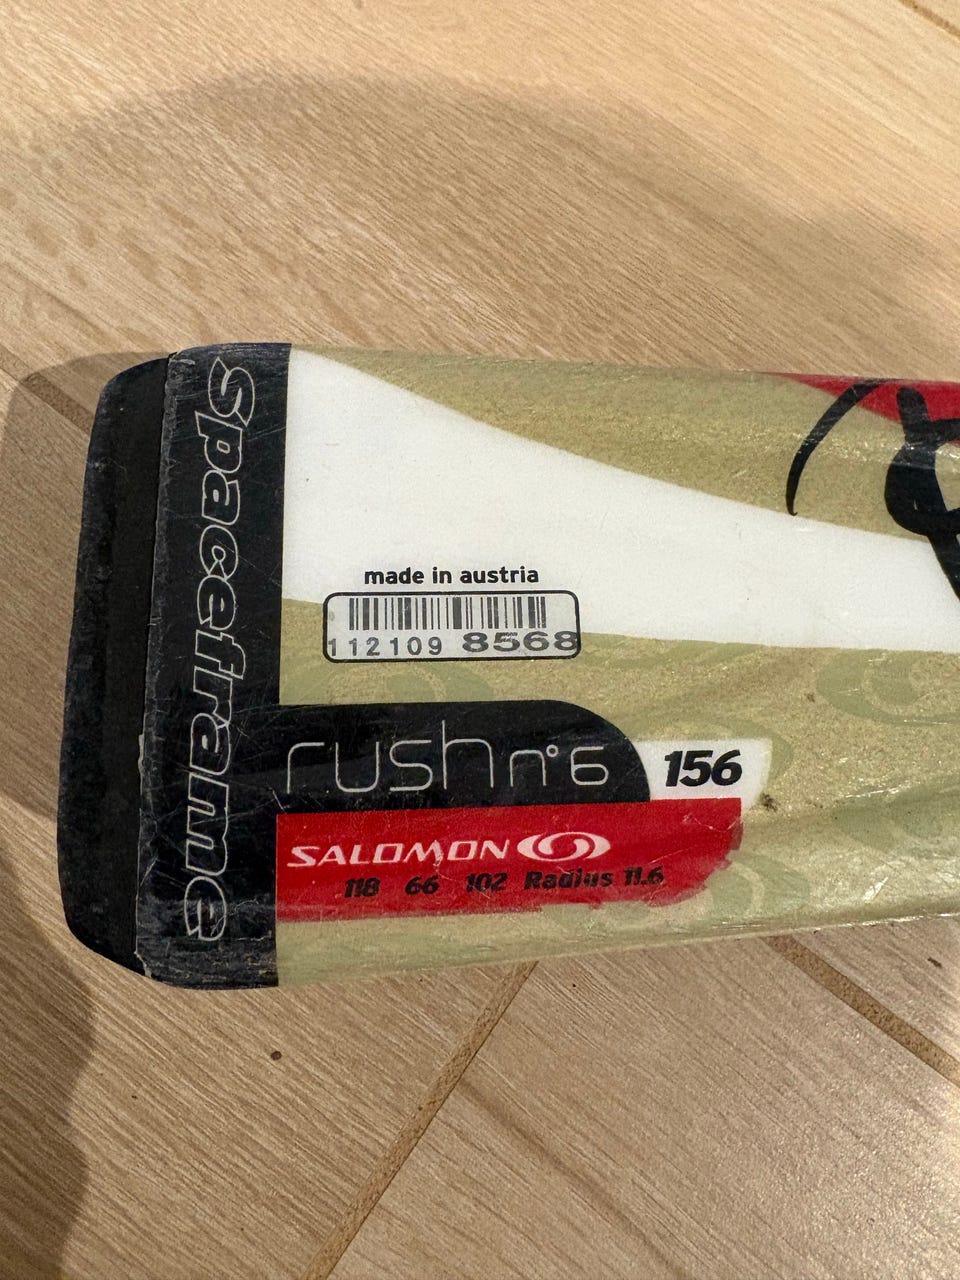 Spaceframe
made in austria
112109 8568
rush n°6
156
SALOMON
118 66 102 Radius 11.6